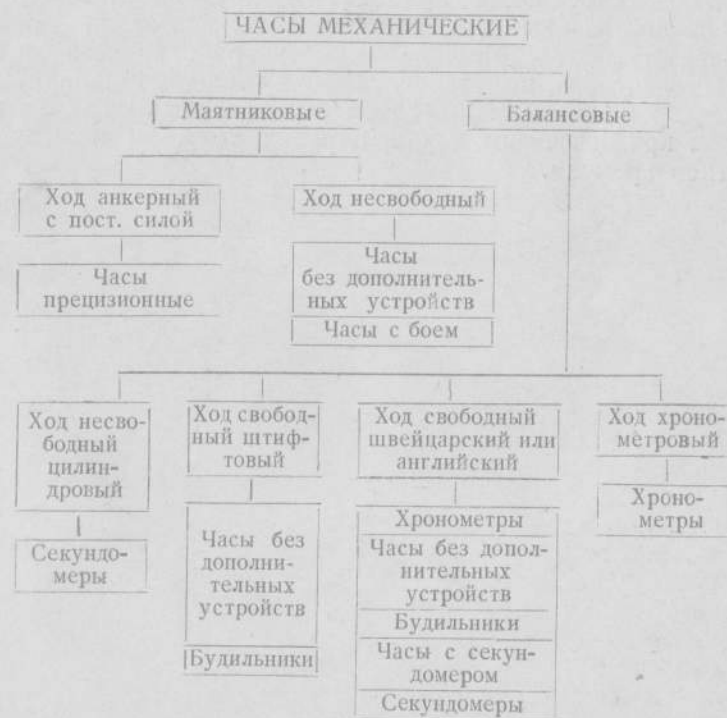 ЧАСЫ МЕХАНИЧЕСКИЕ
Маятниковые
Балансовые
Ход анкерный
с пост. силой
Ход несвободный
Часы
прецизионные
Часы
без дополнитель-
ных устройств
Часы с боем
Ход несво-
бодный
цилин-
дровый
Секундо-
меры
Ход свобод-
ный штиф-
товый
Часы без
дополни-
тельных
устройств
Будильники
Ход свободный
швейцарский или
английский
Хронометры
Часы без допол-
нительных
устройств
Будильники
Часы с секун-
домером
Секундомеры
Ход хроно-
метровый
Хроно-
метры